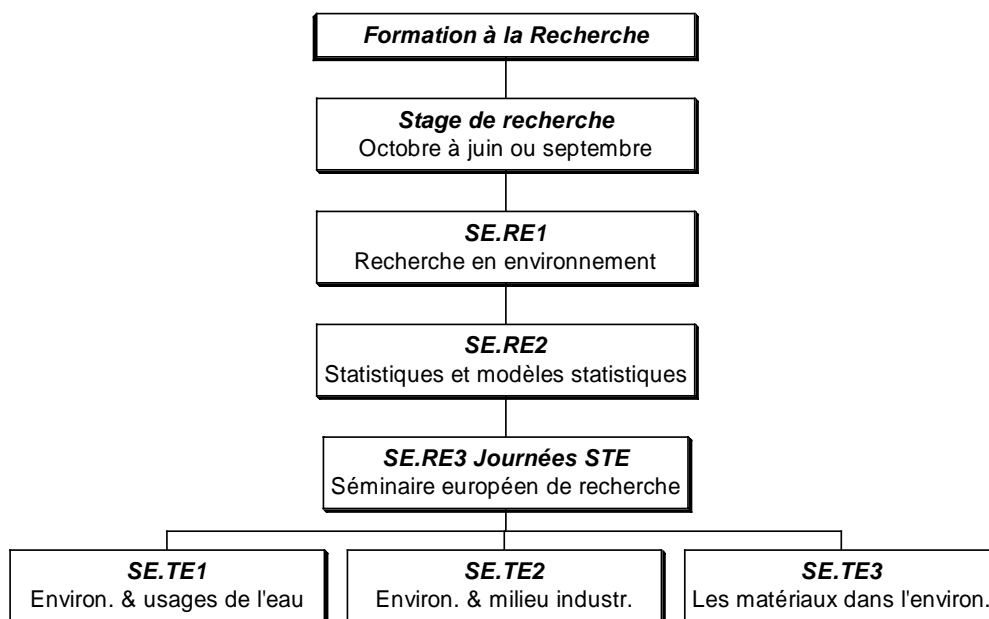 Formation à la Recherche
Stage de recherche
Octobre à juin ou septembre
SE.RE1
Recherche en environnement
SE.RE2
Statistiques et modèles statistiques
SE.RE3 Journées STE
Séminaire européen de recherche
SE.TE1
Environ. & usages de l'eau
SE.TE2
Environ. & milieu industr.
SE.TE3
Les matériaux dans l'environ.